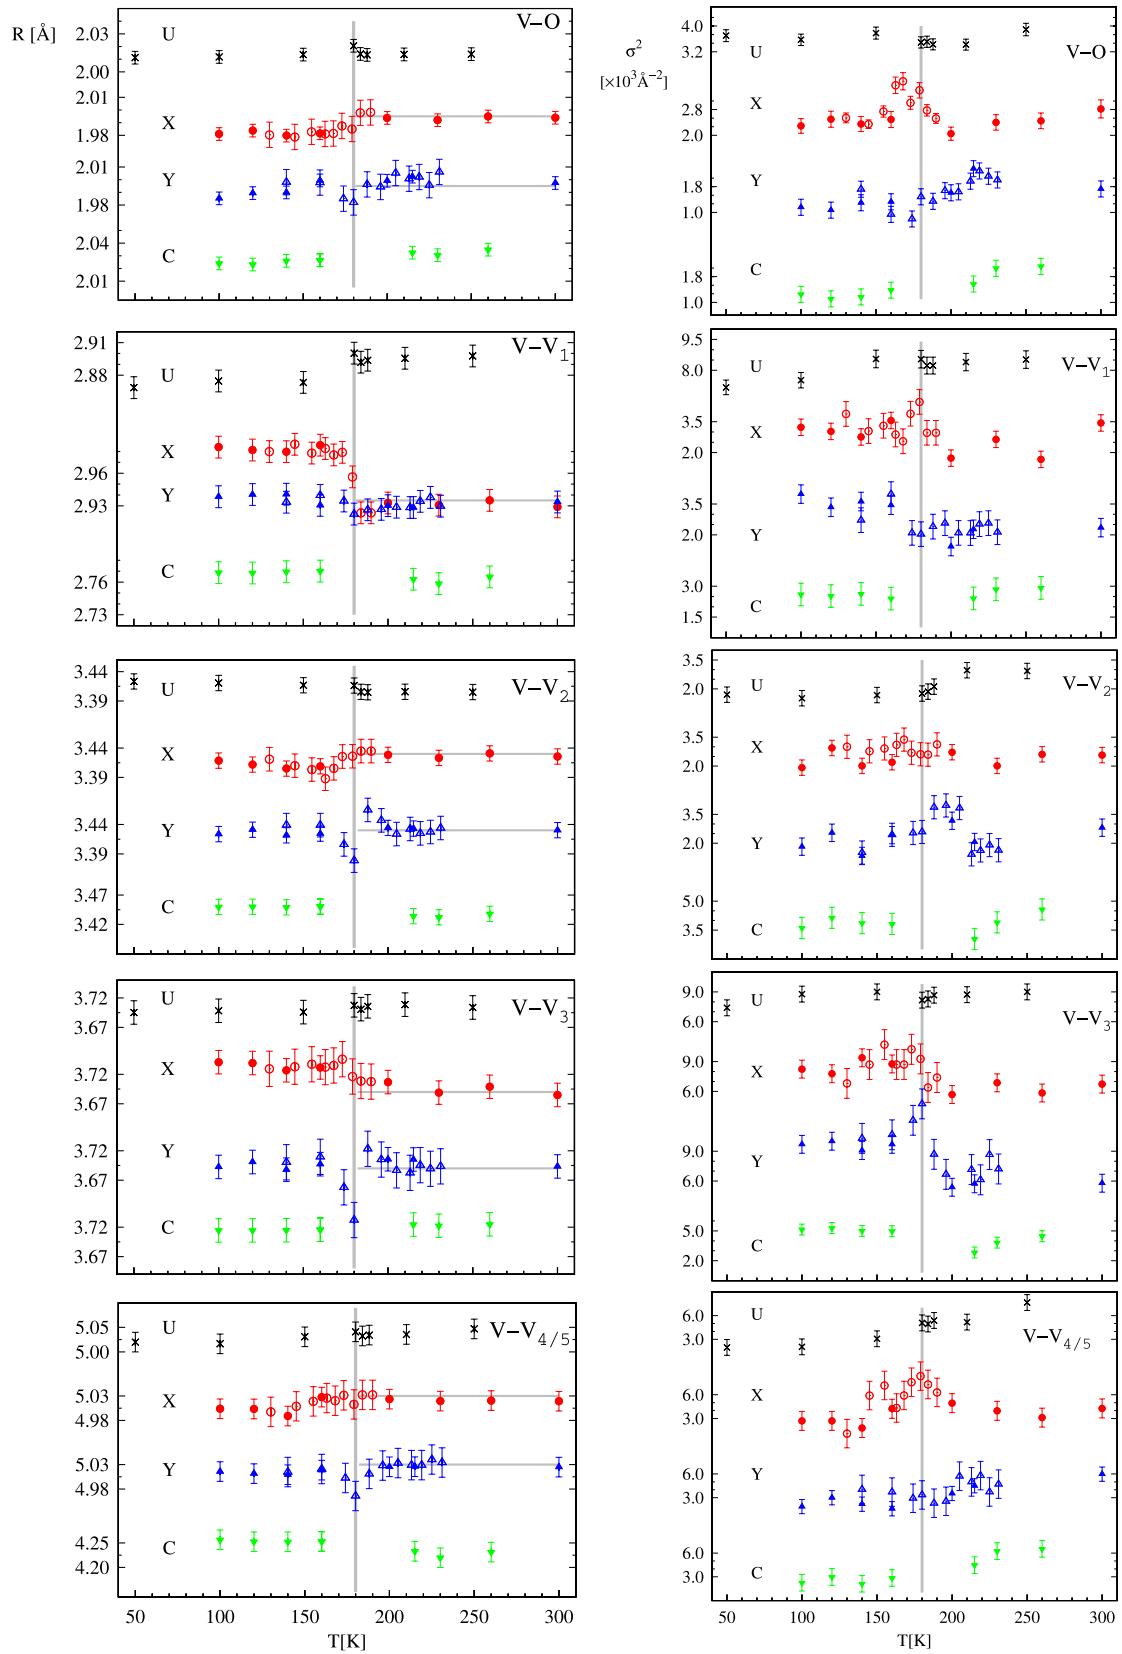 R [Å]
2.03
2.00
2.01
1.98
2.01
1.98
2.04
2.01
U
X
Y
C
V–O
σ²
[×10³Å⁻²]
4.0
3.2
2.8
2.0
1.8
1.0
1.8
1.0
U
X
Y
C
V–O
2.91
2.88
2.96
2.93
2.76
2.73
U
X
Y
C
V–V₁
9.5
8.0
3.5
2.0
3.5
2.0
3.0
1.5
U
X
Y
C
V–V₁
3.44
3.39
3.44
3.39
3.44
3.39
3.47
3.42
U
X
Y
C
V–V₂
3.5
2.0
3.5
2.0
3.5
2.0
5.0
3.5
U
X
Y
C
V–V₂
3.72
3.67
3.72
3.67
3.72
3.67
3.72
3.67
U
X
Y
C
V–V₃
9.0
6.0
9.0
6.0
9.0
6.0
5.0
2.0
U
X
Y
C
V–V₃
5.05
5.00
5.03
4.98
5.03
4.98
4.25
4.20
U
X
Y
C
V–V₄/₅
50 100 150 200 250 300
T[K]
6.0
3.0
6.0
3.0
6.0
3.0
6.0
3.0
U
X
Y
C
V–V₄/₅
50 100 150 200 250 300
T[K]